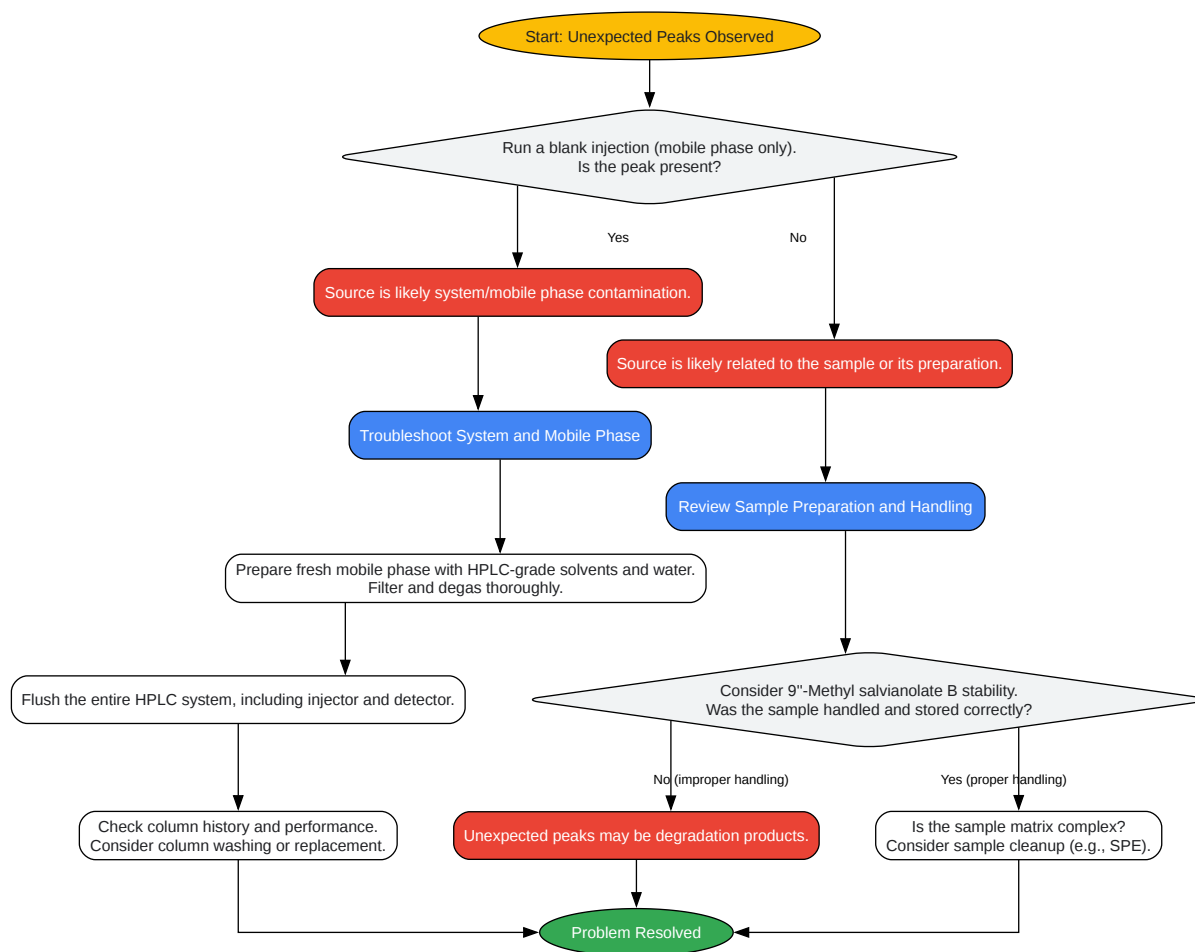 Start: Unexpected Peaks Observed
Run a blank injection (mobile phase only).
Is the peak present?
Yes
No
Source is likely system/mobile phase contamination.
Source is likely related to the sample or its preparation.
Troubleshoot System and Mobile Phase
Review Sample Preparation and Handling
Prepare fresh mobile phase with HPLC-grade solvents and water.
Filter and degas thoroughly.
Flush the entire HPLC system, including injector and detector.
Consider 9''-Methyl salvianolate B stability.
Was the sample handled and stored correctly?
No (improper handling)
Yes (proper handling)
Check column history and performance.
Consider column washing or replacement.
Unexpected peaks may be degradation products.
Is the sample matrix complex?
Consider sample cleanup (e.g., SPE).
Problem Resolved